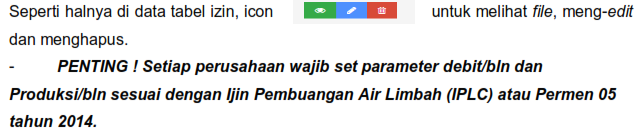 Seperti halnya di data tabel izin, icon untuk melihat file, meng-edit
dan menghapus.
- PENTING ! Setiap perusahaan wajib set parameter debit/bln dan
Produksi/bln sesuai dengan Ijin Pembuangan Air Limbah (IPLC) atau Permen 05
tahun 2014.